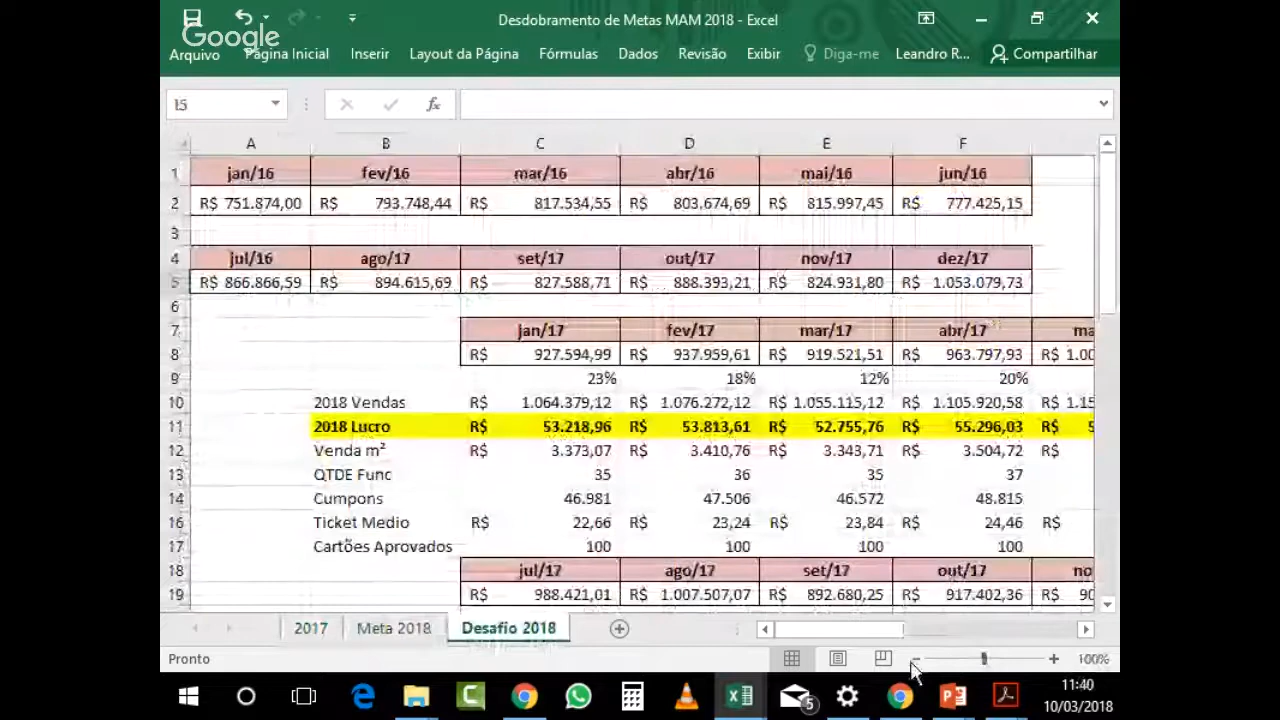 Desdobramento de Metas MAM 2018 - Excel
Google
Arquivo Página Inicial Inserir Layout da Página Fórmulas Dados Revisão Exibir Diga-me Leandro R... Compartilhar
I5 fx
A B C D E F
1 jan/16 fev/16 mar/16 abr/16 mai/16 jun/16
2 R$ 751.874,00 R$ 793.748,44 R$ 817.534,55 R$ 803.674,69 R$ 815.997,45 R$ 777.425,15
3
4 jul/16 ago/17 set/17 out/17 nov/17 dez/17
5 R$ 866.866,59 R$ 894.615,69 R$ 827.588,71 R$ 888.393,21 R$ 824.931,80 R$ 1.053.079,73
6
7 jan/17 fev/17 mar/17 abr/17 ma
8 R$ 927.594,99 R$ 937.959,61 R$ 919.521,51 R$ 963.797,93 R$ 1.00
9 23% 18% 12% 20%
10 2018 Vendas R$ 1.064.379,12 R$ 1.076.272,12 R$ 1.055.115,12 R$ 1.105.920,58 R$ 1.15
11 2018 Lucro R$ 53.218,96 R$ 53.813,61 R$ 52.755,76 R$ 55.296,03 R$ 5
12 Venda m² R$ 3.373,07 R$ 3.410,76 R$ 3.343,71 R$ 3.504,72 R$
13 QTDE Func 35 36 35 37
14 Cumpons 46.981 47.506 46.572 48.815
16 Ticket Medio R$ 22,66 R$ 23,24 R$ 23,84 R$ 24,46 R$
17 Cartões Aprovados 100 100 100 100
18 jul/17 ago/17 set/17 out/17 no
19 R$ 988.421,01 R$ 1.007.507,07 R$ 892.680,25 R$ 917.402,36 R$ 90
2017 Meta 2018 Desafio 2018
Pronto 100%
5
11:40
10/03/2018